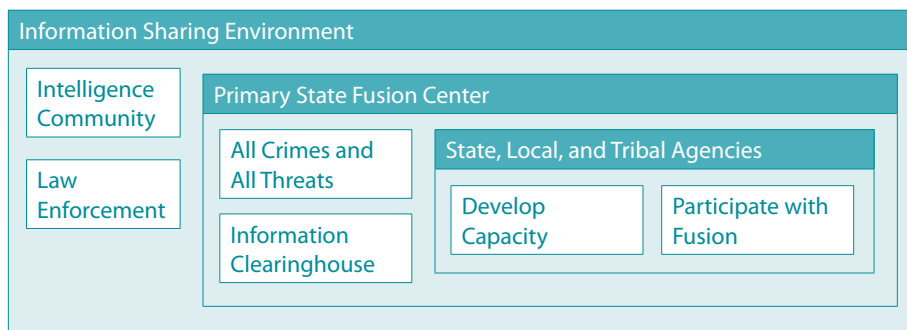 Information Sharing Environment
Intelligence
Community
Law
Enforcement
Primary State Fusion Center
All Crimes and
All Threats
Information
Clearinghouse
State, Local, and Tribal Agencies
Develop
Capacity
Participate with
Fusion